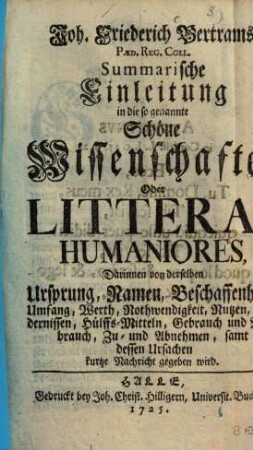 Joh. Friederich Bertrams
PÆD. REG. COLL.
Summarische
Einleitung
in die so genannte
Schöne
Wissenschafte
Oder
LITTERA
HUMANIORES,
Darinnen von derselben
Ursprung, Namen, Beschaffenh
Umfang, Werth, Nothwendigkeit, Nutzen,
dernissen, Hülffs-Mitteln, Gebrauch und
brauch, Zu- und Abnehmen, samt
dessen Ursachen
kurtze Nachricht gegeben wird.
HALLE,
Gedruckt bey Joh. Christ. Hilligern, Universit. Buc
1725.